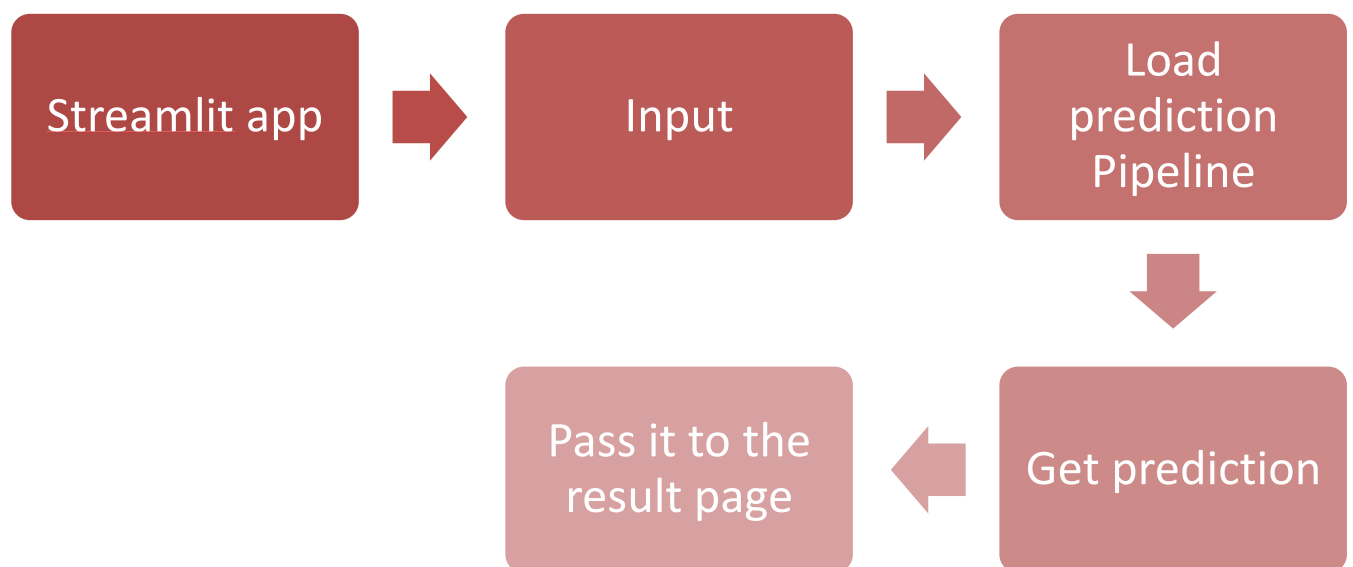 Streamlit app
Input
Load
prediction
Pipeline
Get prediction
Pass it to the
result page